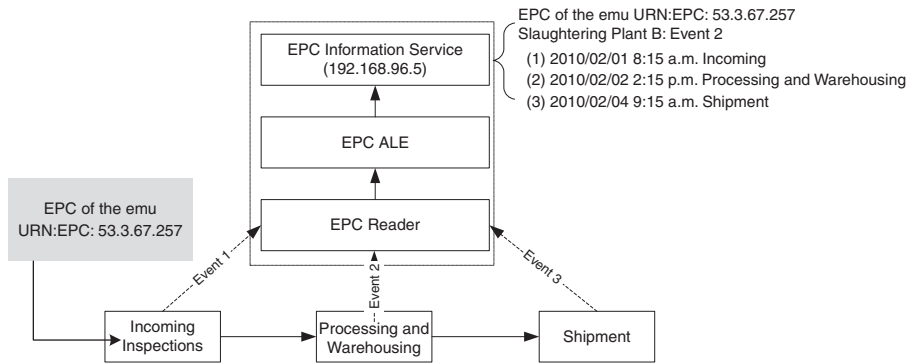 EPC of the emu URN:EPC: 53.3.67.257
Slaughtering Plant B: Event 2
(1) 2010/02/01 8:15 a.m. Incoming
(2) 2010/02/02 2:15 p.m. Processing and Warehousing
(3) 2010/02/04 9:15 a.m. Shipment
EPC Information Service
(192.168.96.5)
EPC ALE
EPC Reader
EPC of the emu
URN:EPC: 53.3.67.257
Event 1
Event 2
Event 3
Incoming
Inspections
Processing and
Warehousing
Shipment